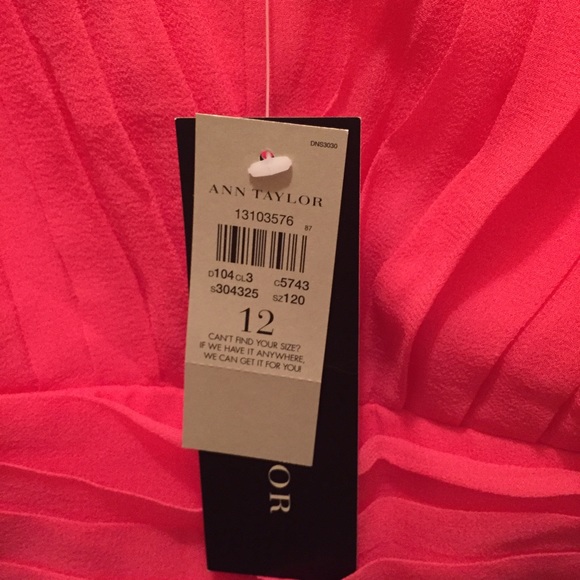 DNS3030
ANN TAYLOR
13103576
87
D104 CL3 C5743
S304325 SZ120
12
CAN'T FIND YOUR SIZE?
IF WE HAVE IT ANYWHERE,
WE CAN GET IT FOR YOU!
LOR